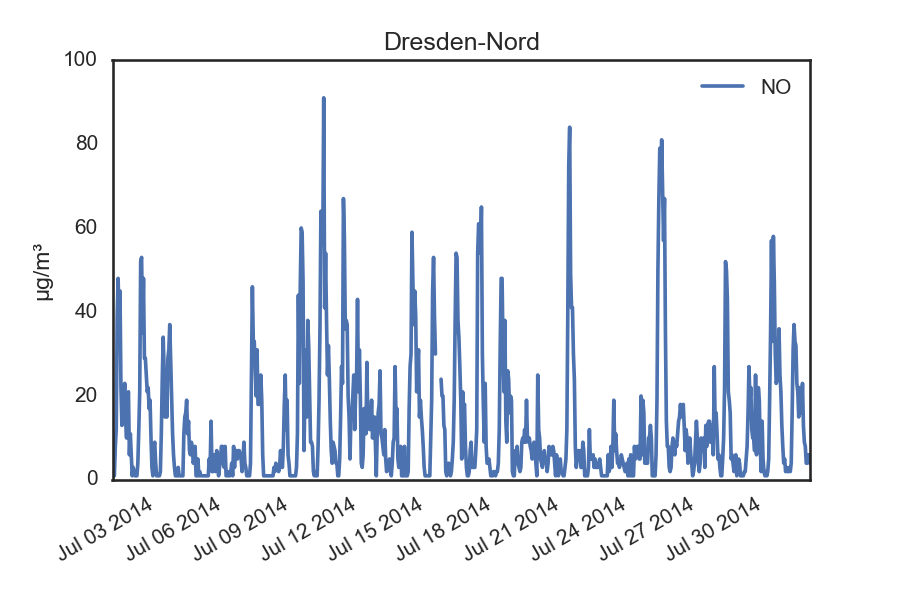 Dresden-Nord
NO
µg/m³
100
80
60
40
20
0
Jul 03 2014
Jul 06 2014
Jul 09 2014
Jul 12 2014
Jul 15 2014
Jul 18 2014
Jul 21 2014
Jul 24 2014
Jul 27 2014
Jul 30 2014